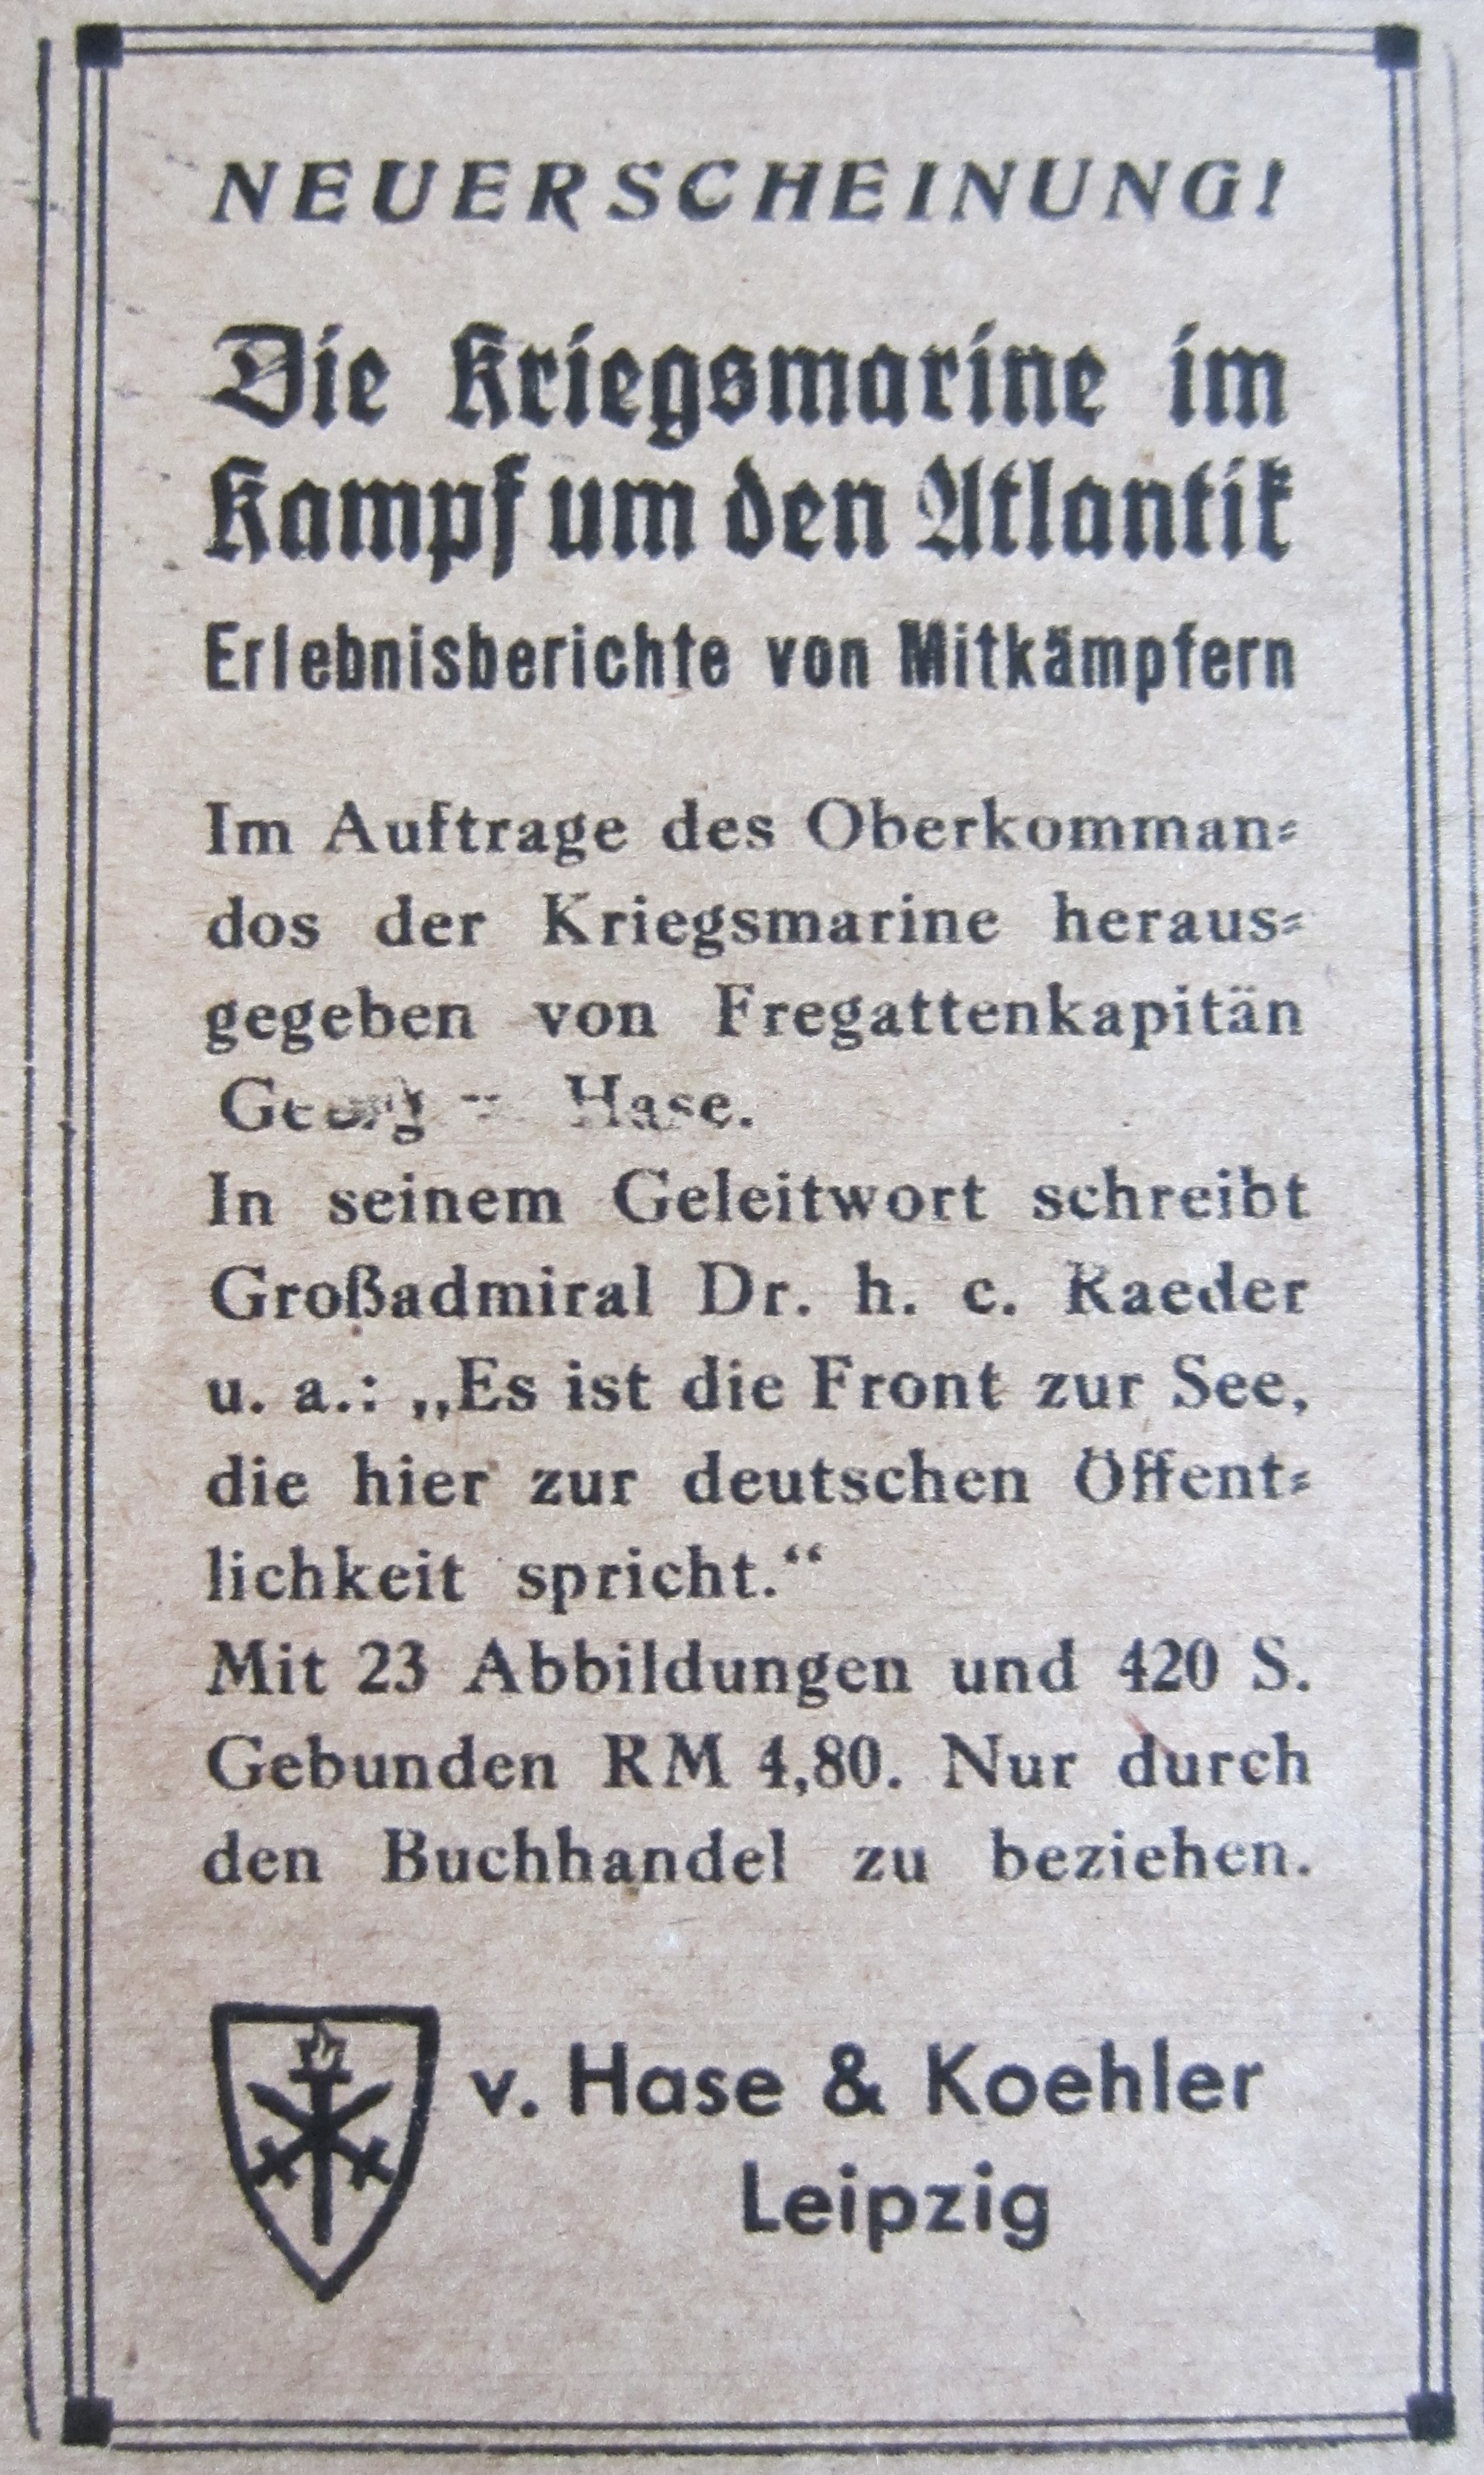 NEUERSCHEINUNG!
Die Kriegsmarine im
Kampf um den Atlantik
Erlebnisberichte von Mitkämpfern
Im Auftrage des Oberkomman⸗
dos der Kriegsmarine heraus⸗
gegeben von Fregattenkapitän
Georg Hase.
In seinem Geleitwort schreibt
Großadmiral Dr. h. c. Raeder
u. a.: „Es ist die Front zur See,
die hier zur deutschen Öffent⸗
lichkeit spricht.“
Mit 23 Abbildungen und 420 S.
Gebunden RM 4,80. Nur durch
den Buchhandel zu beziehen.
v. Hase & Koehler
Leipzig